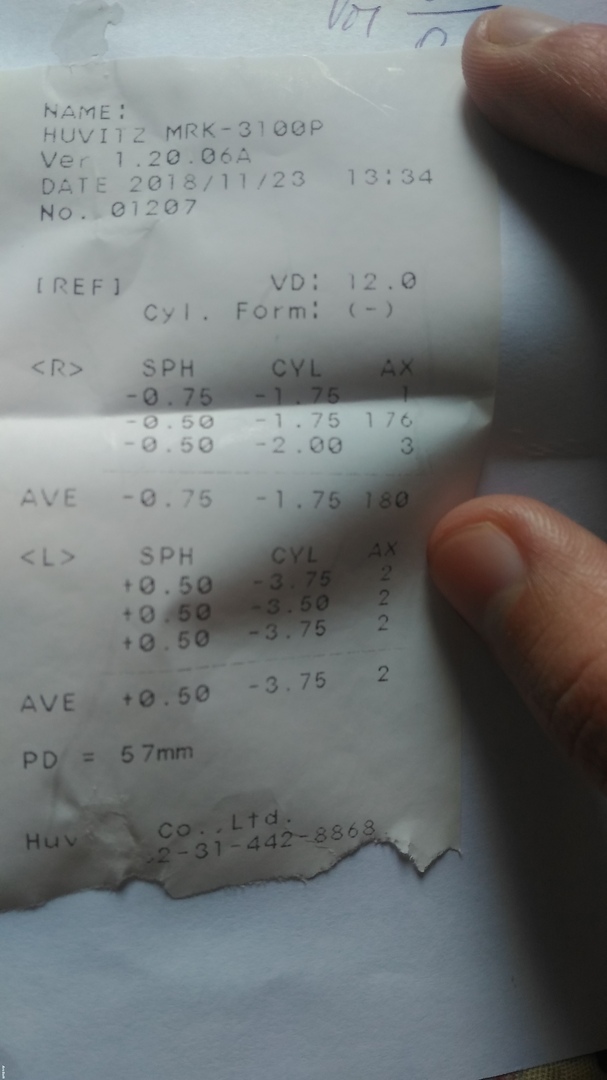 NAME:
HUVITZ MRK-3100P
Ver 1.20.06A
DATE 2018/11/23 13:34
No. 01207
[REF] VD: 12.0
Cyl. Form: (-)
<R> SPH CYL AX
-0.75 -1.75 1
-0.50 -1.75 176
-0.50 -2.00 3
AVE -0.75 -1.75 180
<L> SPH CYL AX
+0.50 -3.75 2
+0.50 -3.50 2
+0.50 -3.75 2
AVE +0.50 -3.75 2
PD = 57mm
Huv Co.,Ltd.
2-31-442-8868